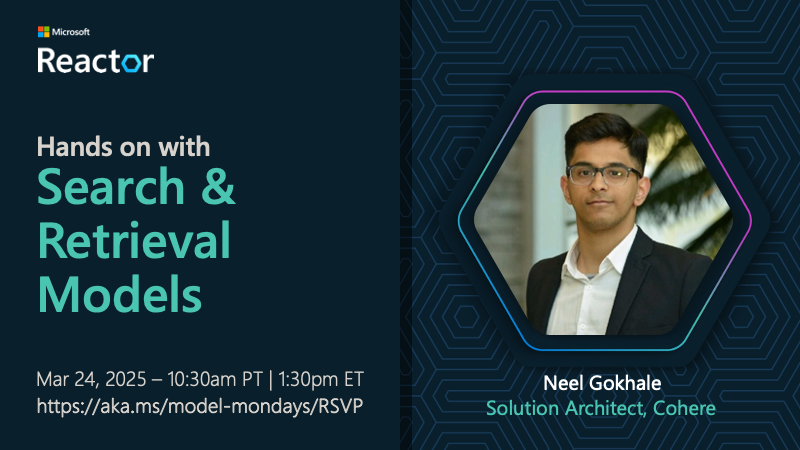 Microsoft
Reactor
Hands on with
Search &
Retrieval
Models
Mar 24, 2025 – 10:30am PT | 1:30pm ET
https://aka.ms/model-mondays/RSVP
Neel Gokhale
Solution Architect, Cohere